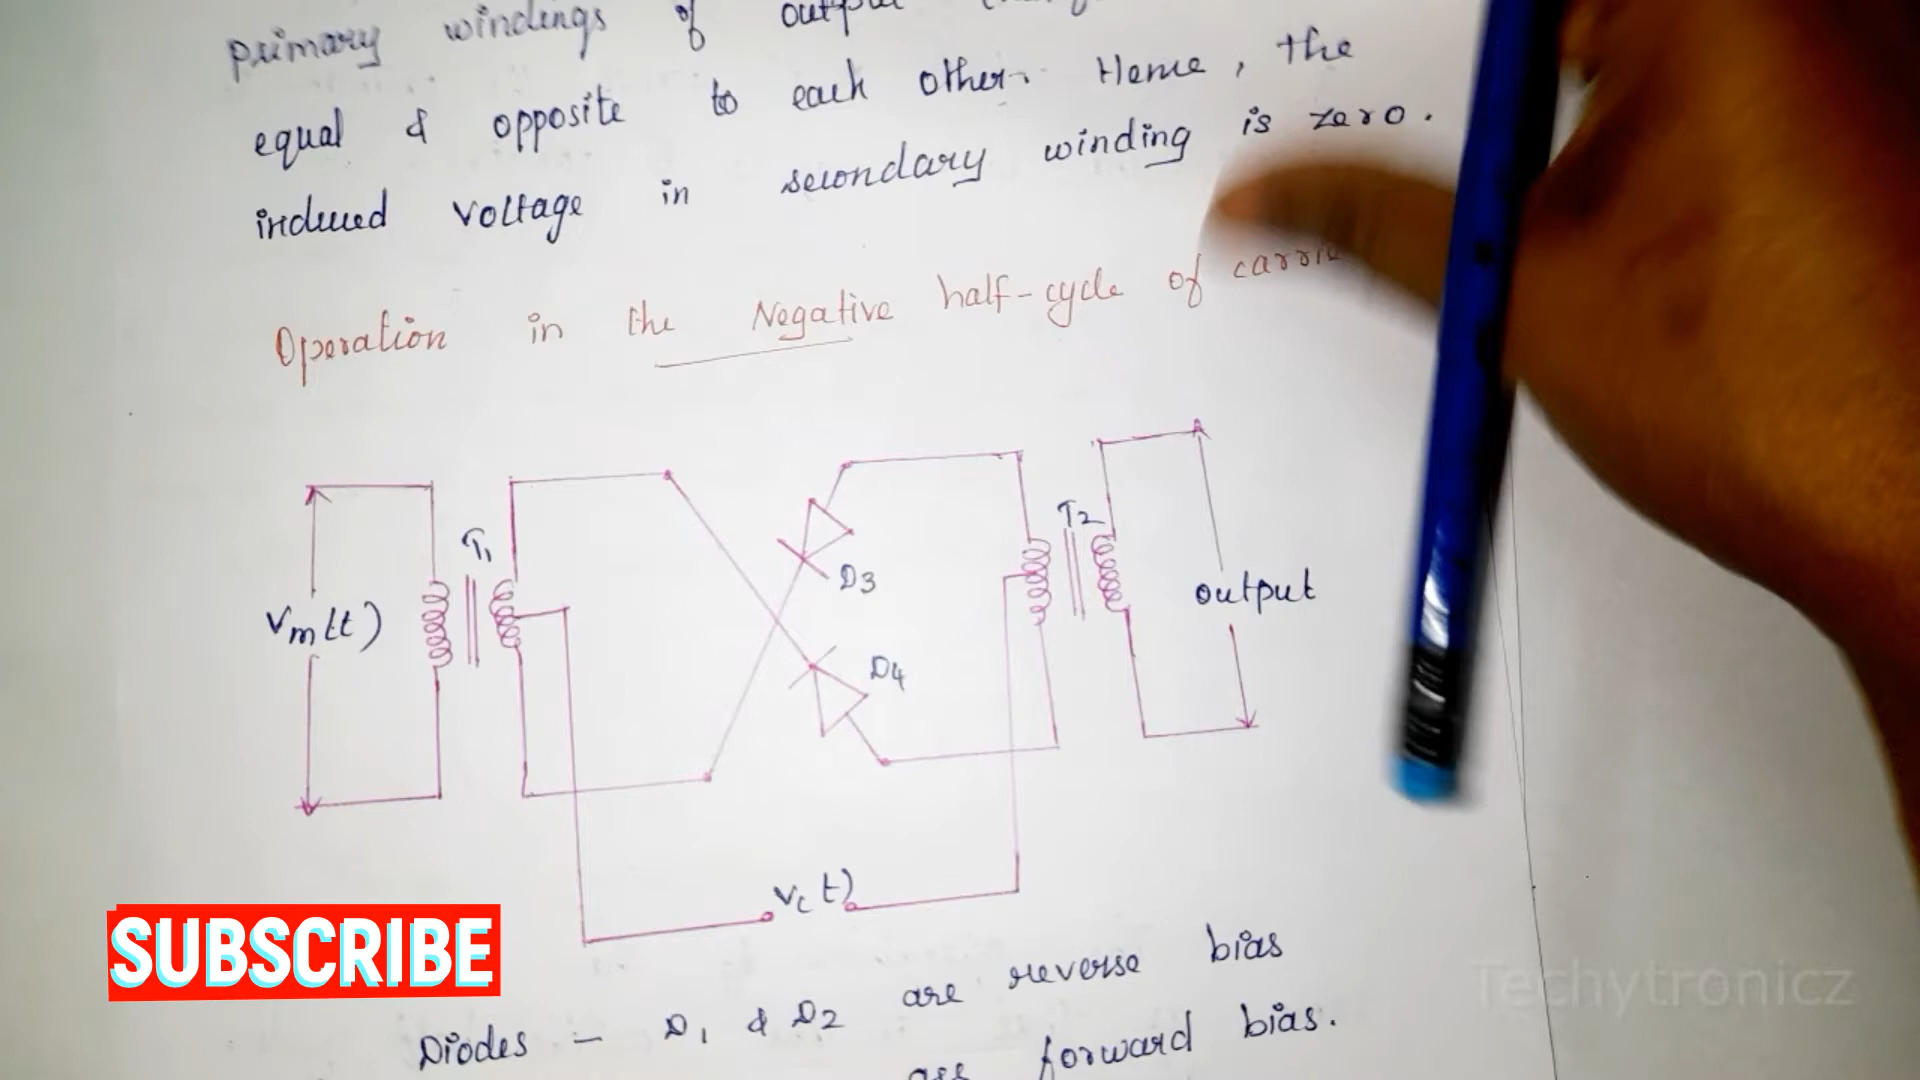 primary windings of output
equal & opposite to each other. Hence, the
induced voltage in secondary winding is zero.
Operation in the Negative half-cycle of
T1
T2
Vm(t)
D3
D4
output
Vc(t)
SUBSCRIBE
Techytronicz
Diodes - D1 & D2 are reverse bias
are forward bias.